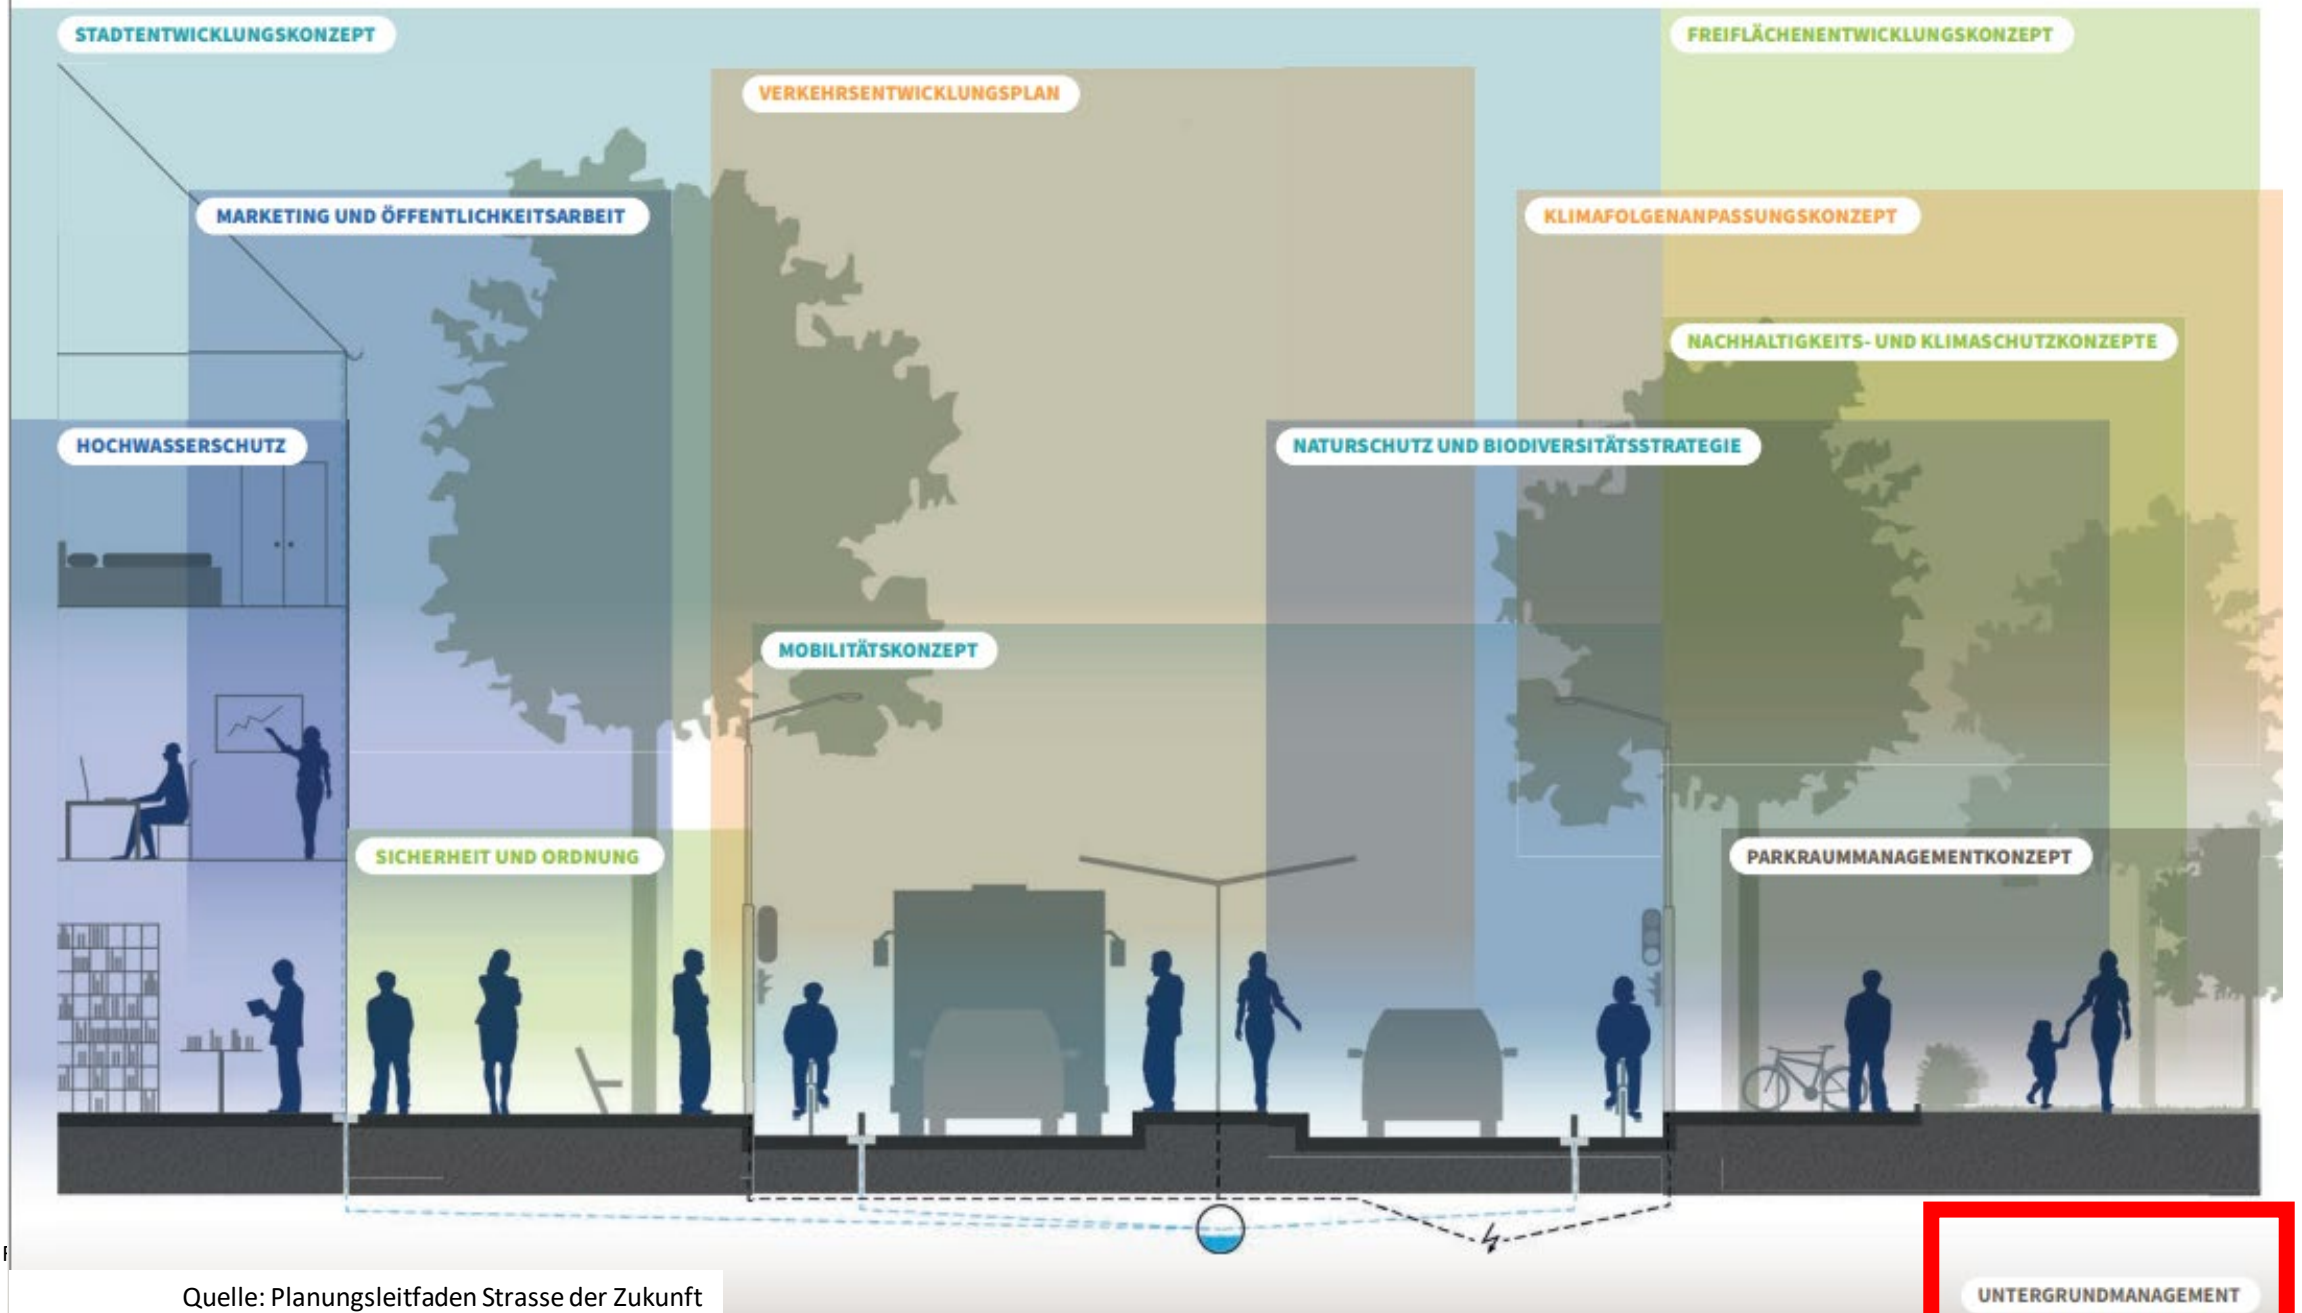 STADTENTWICKLUNGSKONZEPT
FREIFLÄCHENENTWICKLUNGSKONZEPT
VERKEHRSENTWICKLUNGSPLAN
MARKETING UND ÖFFENTLICHKEITSARBEIT
KLIMAFOLGENANPASSUNGSKONZEPT
NACHHALTIGKEITS- UND KLIMASCHUTZKONZEPTE
HOCHWASSERSCHUTZ
NATURSCHUTZ UND BIODIVERSITÄTSSTRATEGIE
MOBILITÄTSKONZEPT
SICHERHEIT UND ORDNUNG
PARKRAUMMANAGEMENTKONZEPT
UNTERGRUNDMANAGEMENT
Quelle: Planungsleitfaden Strasse der Zukunft